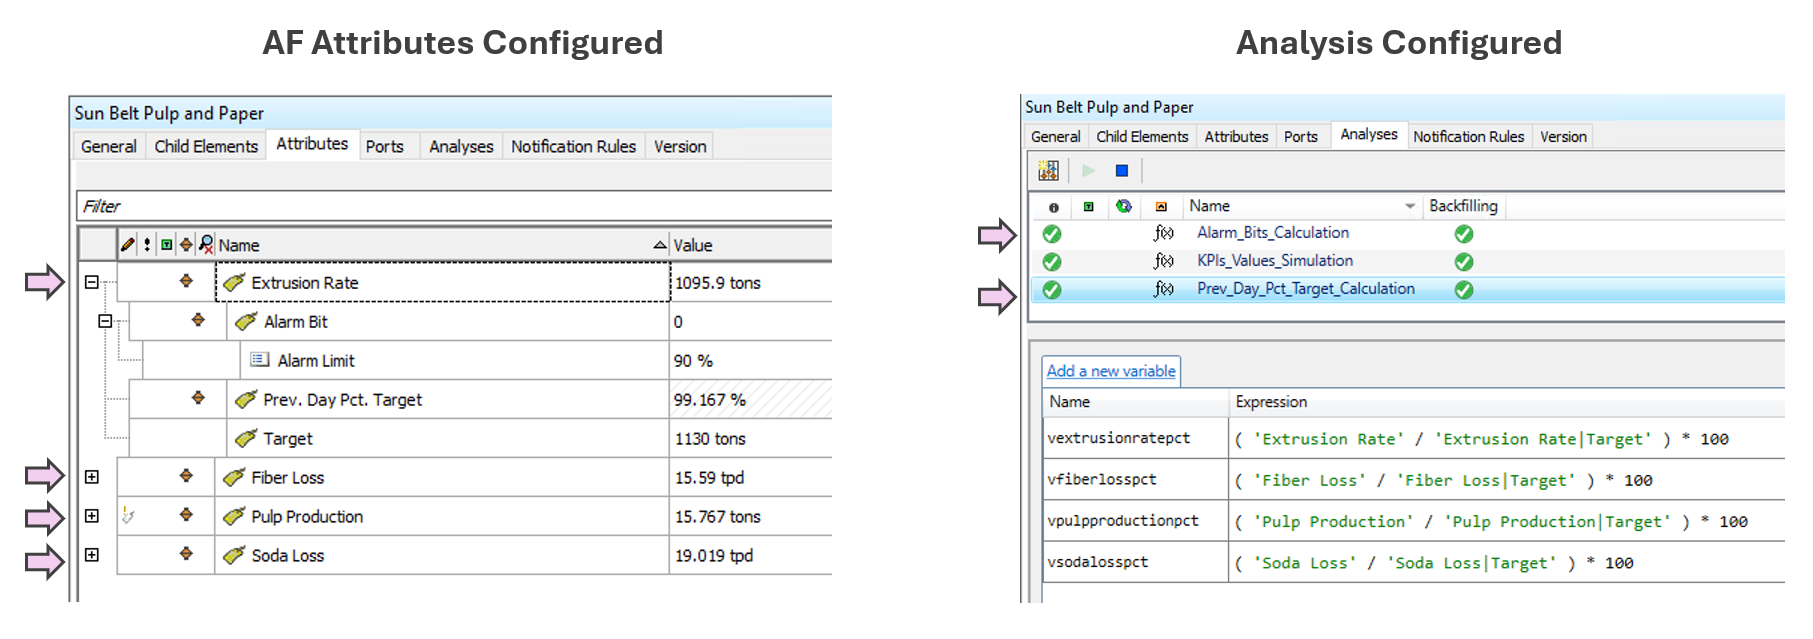 AF Attributes Configured
Sun Belt Pulp and Paper
General Child Elements Attributes Ports Analyses Notification Rules Version
Filter
Name Value
Extrusion Rate 1095.9 tons
Alarm Bit 0
Alarm Limit 90 %
Prev. Day Pct. Target 99.167 %
Target 1130 tons
Fiber Loss 15.59 tpd
Pulp Production 15.767 tons
Soda Loss 19.019 tpd
Analysis Configured
Sun Belt Pulp and Paper
General Child Elements Attributes Ports Analyses Notification Rules Version
Name Backfilling
f(x) Alarm_Bits_Calculation
f(x) KPIs_Values_Simulation
f(x) Prev_Day_Pct_Target_Calculation
Add a new variable
Name Expression
vextrusionratepct ( 'Extrusion Rate' / 'Extrusion Rate|Target' ) * 100
vfiberlosspct ( 'Fiber Loss' / 'Fiber Loss|Target' ) * 100
vpulpproductionpct ( 'Pulp Production' / 'Pulp Production|Target' ) * 100
vsodalosspct ( 'Soda Loss' / 'Soda Loss|Target' ) * 100